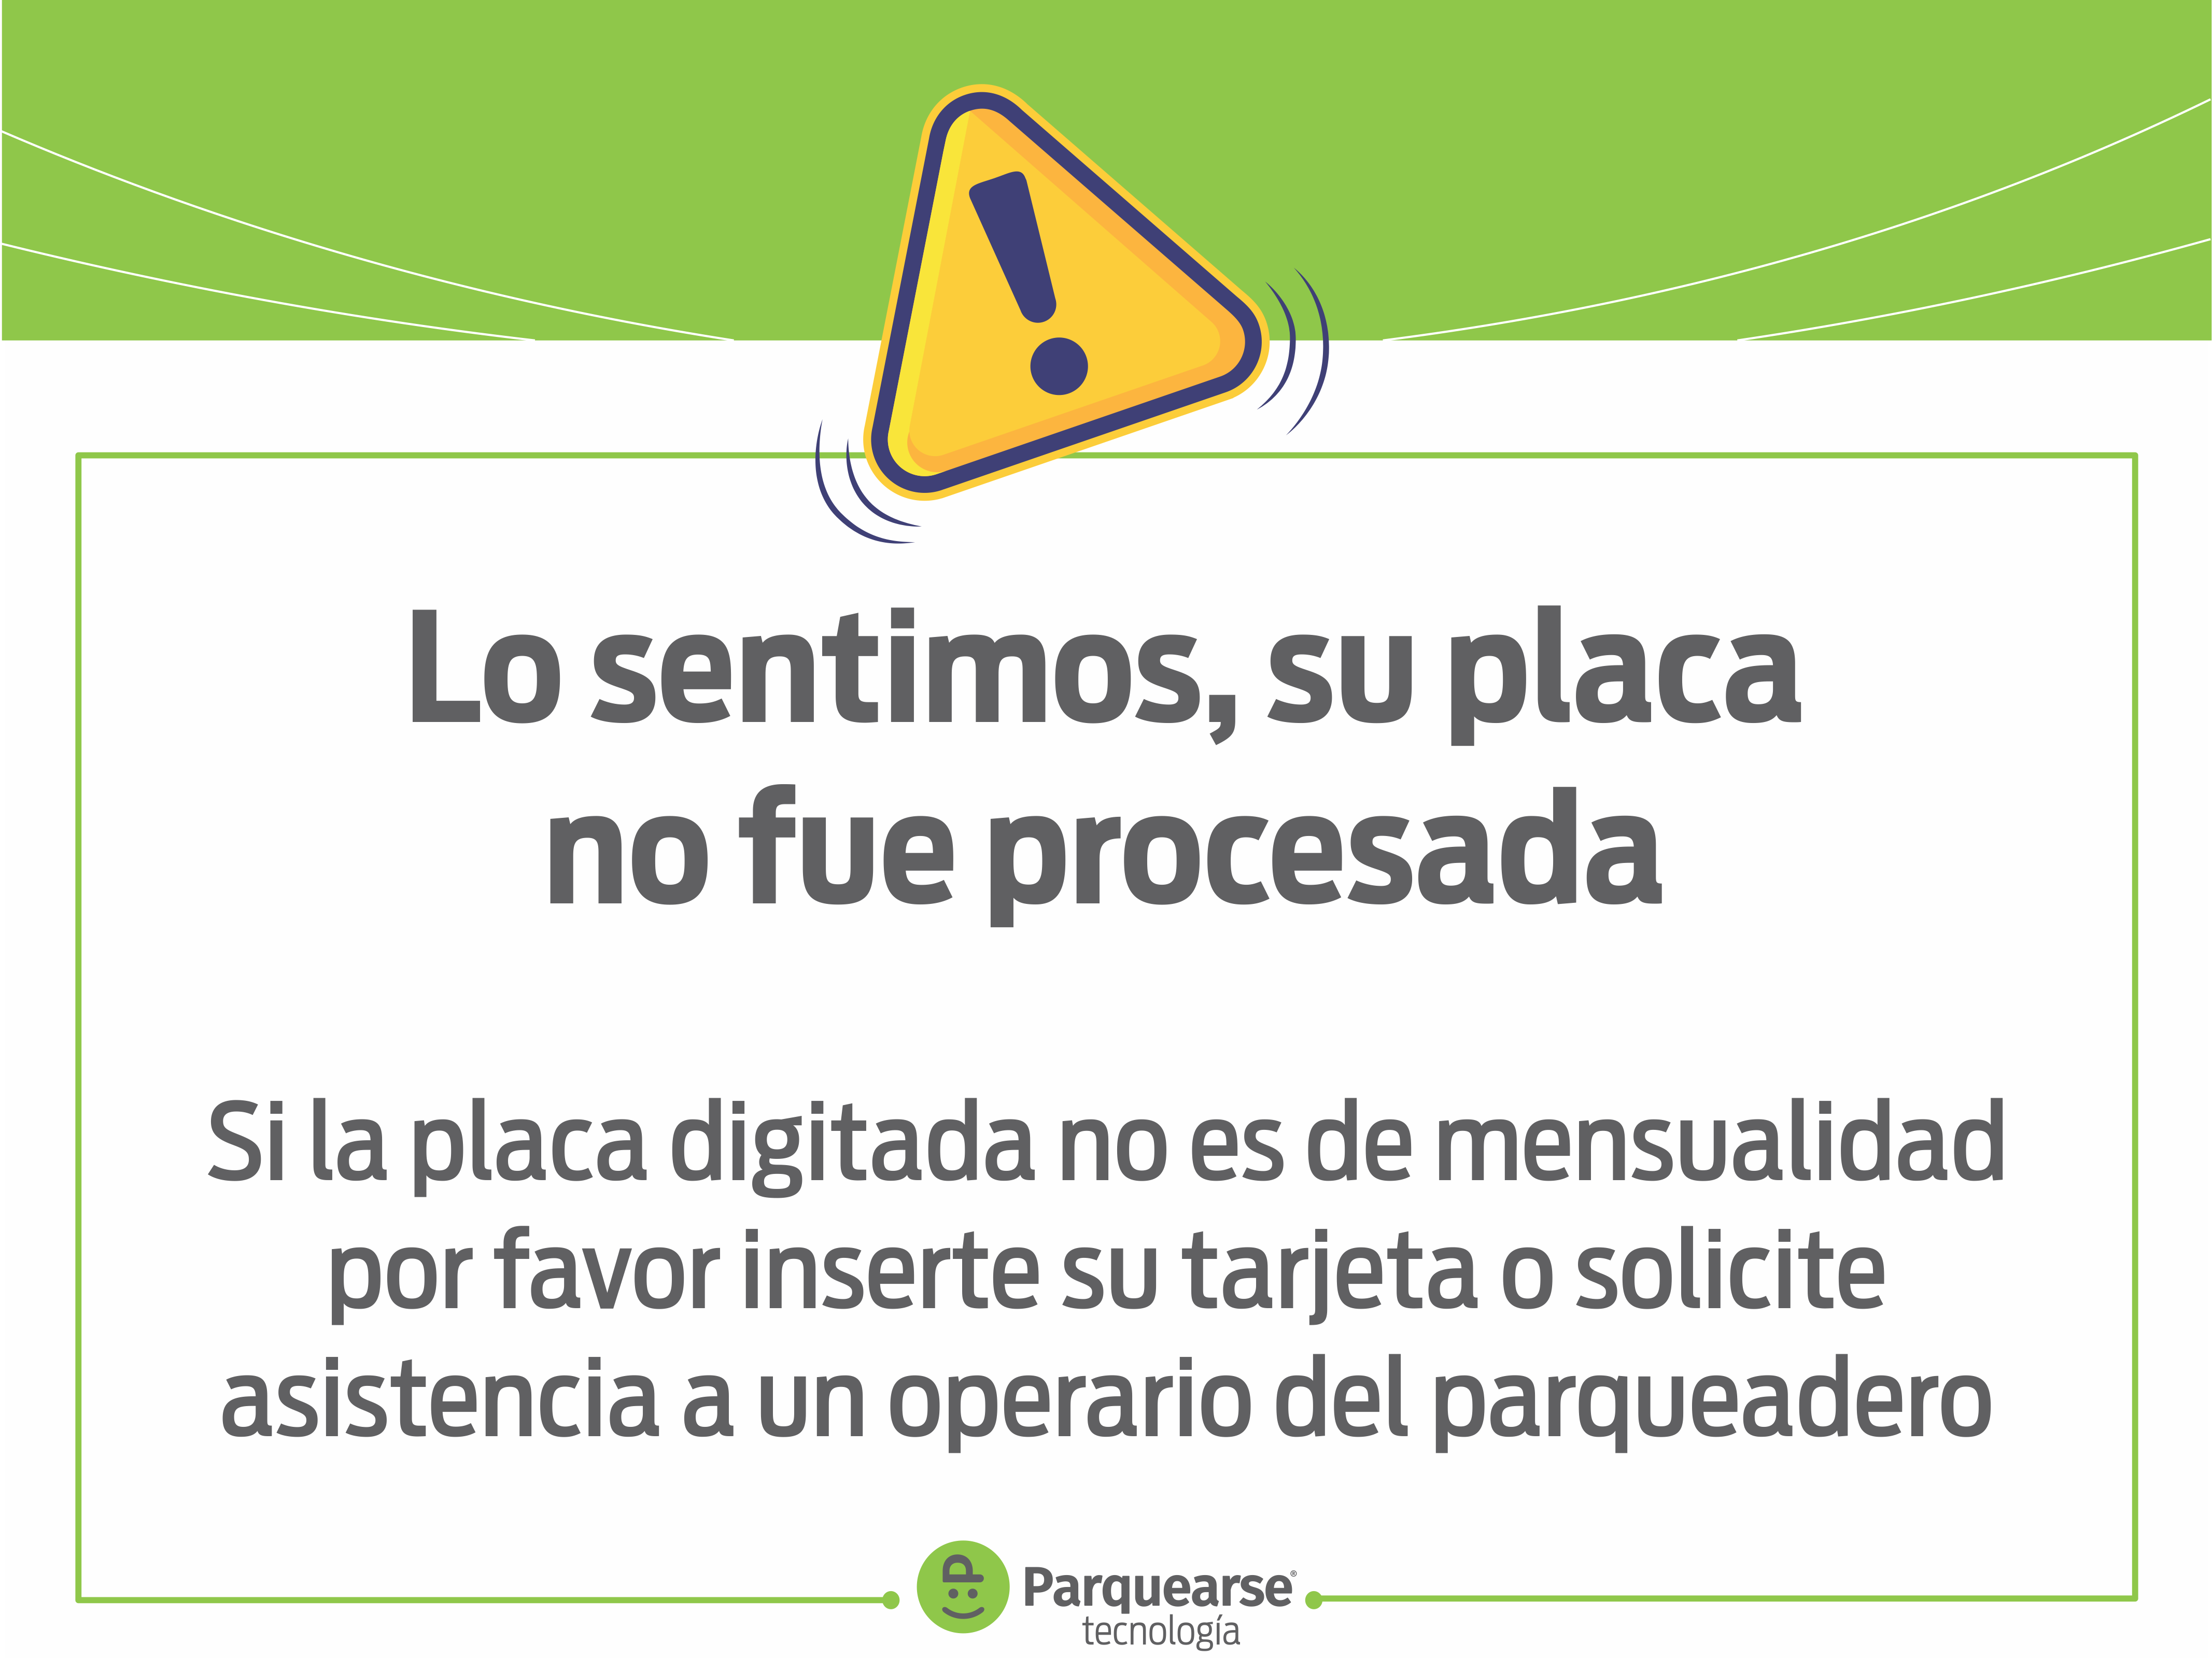 Lo sentimos, su placa
no fue procesada
Si la placa digitada no es de mensualidad
por favor inserte su tarjeta o solicite
asistencia a un operario del parqueadero
Parquearse®
tecnología